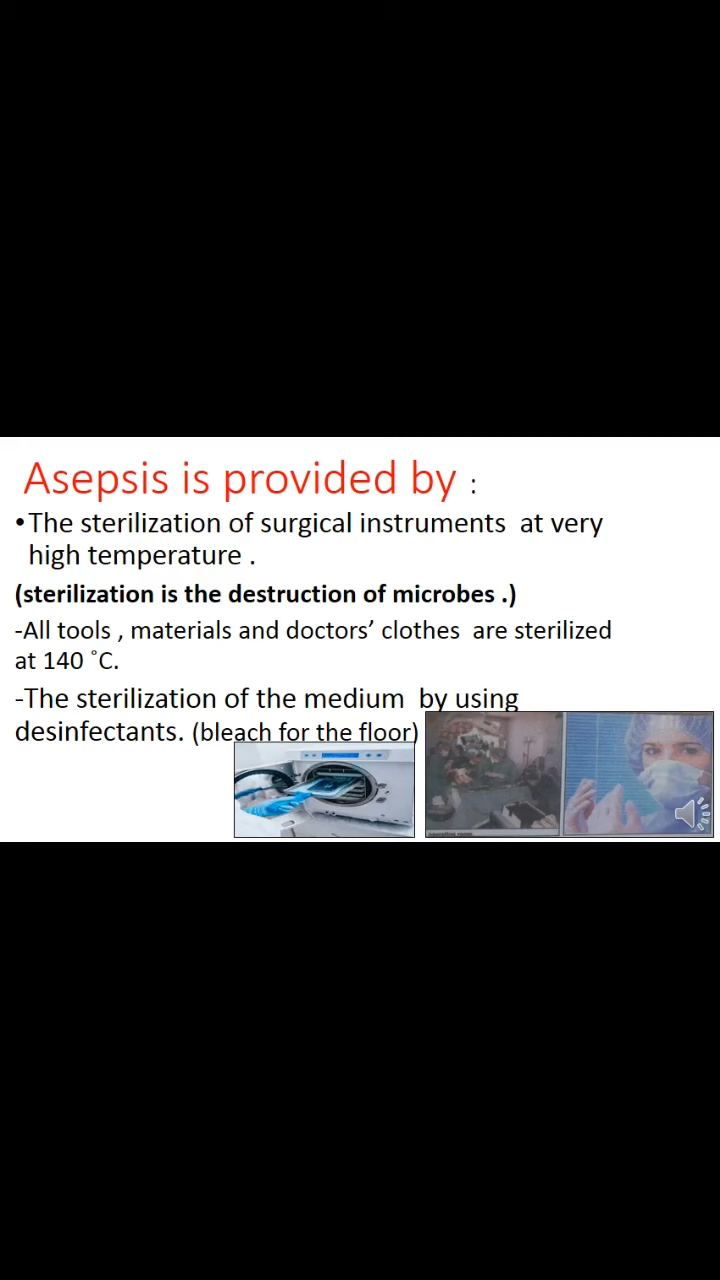 Asepsis is provided by :
•The sterilization of surgical instruments at very
high temperature .
(sterilization is the destruction of microbes .)
-All tools , materials and doctors’ clothes are sterilized
at 140 ˚C.
-The sterilization of the medium by using
desinfectants. (bleach for the floor)
operating room